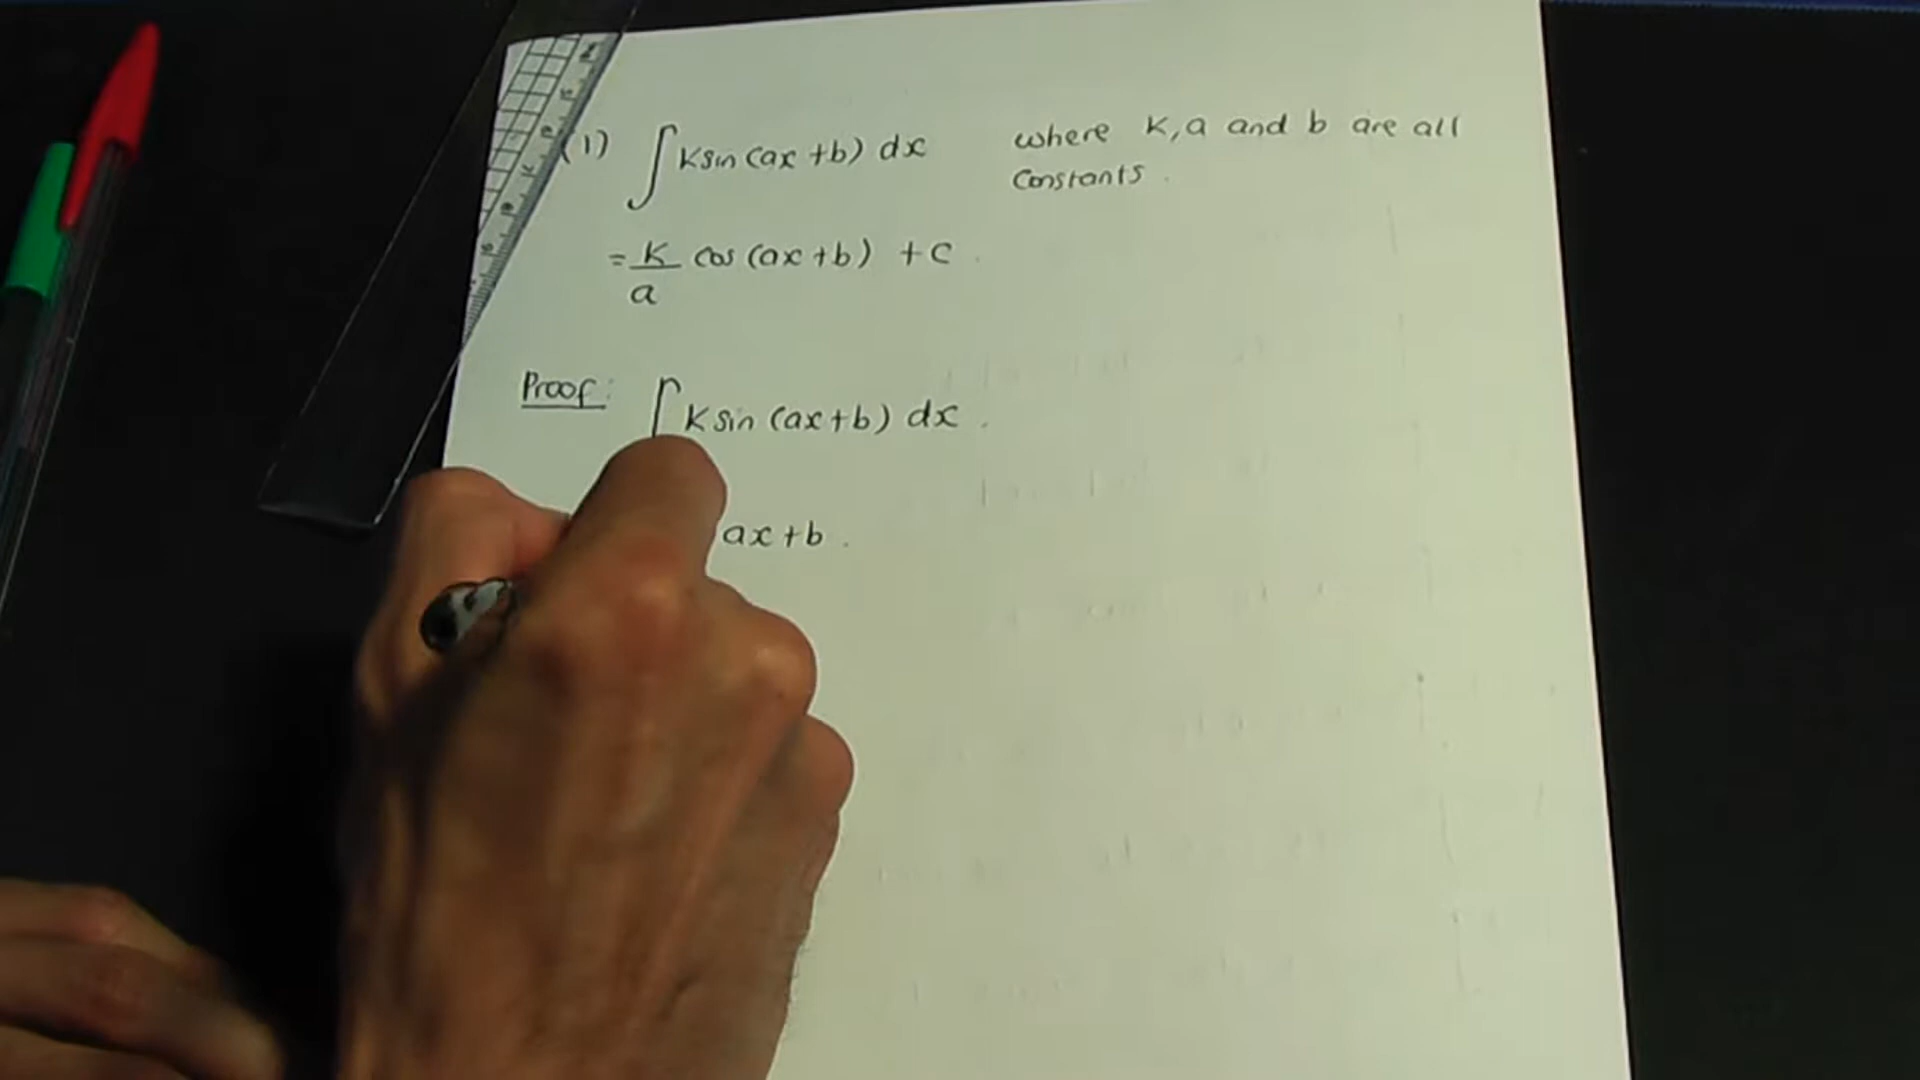 (1) ∫ K sin (ax + b) dx where K, a and b are all
Constants.
= K/a cos (ax + b) + c
Proof: ∫ K sin (ax + b) dx.
ax + b.